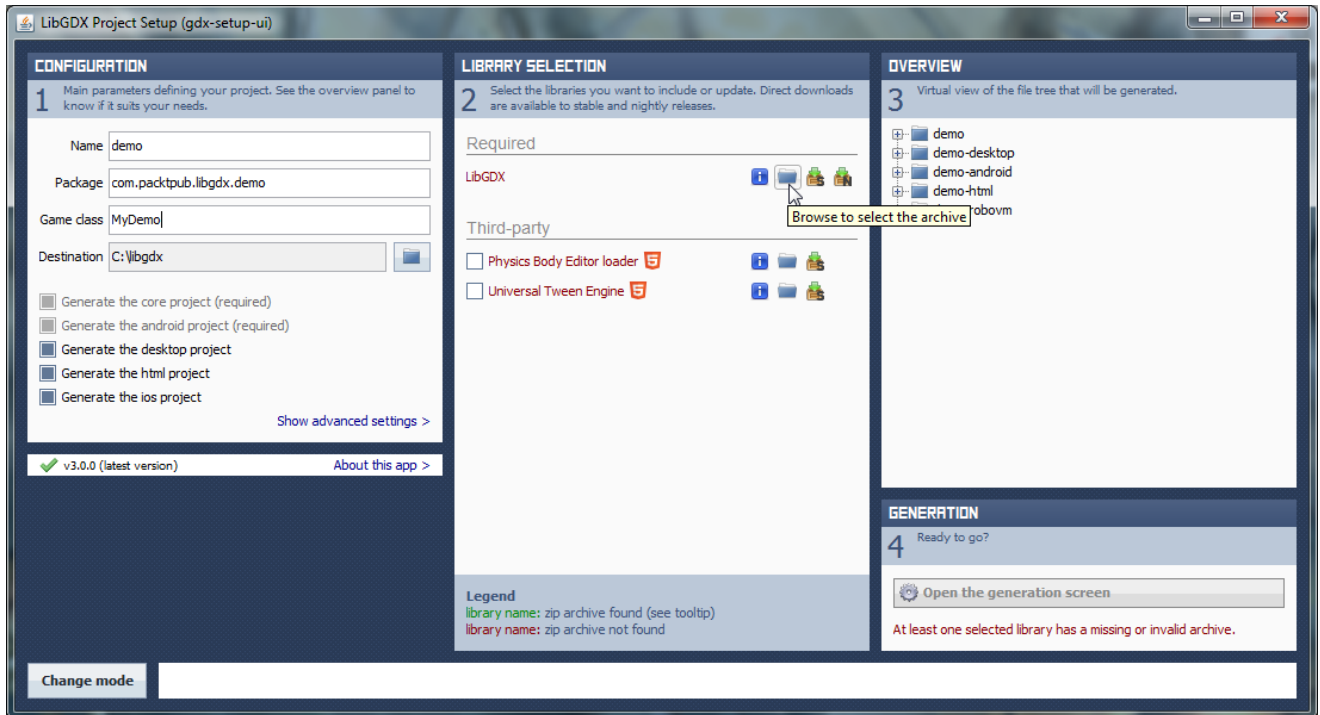 LibGDX Project Setup (gdx-setup-ui)
CONFIGURATION
1
Main parameters defining your project. See the overview panel to
know if it suits your needs.
Name demo
Package com.packtpub.libgdx.demo
Game class MyDemo
Destination C:\libgdx
Generate the core project (required)
Generate the android project (required)
Generate the desktop project
Generate the html project
Generate the ios project
Show advanced settings >
v3.0.0 (latest version) About this app >
LIBRARY SELECTION
2
Select the libraries you want to include or update. Direct downloads
are available to stable and nightly releases.
Required
LibGDX
Browse to select the archive
Third-party
Physics Body Editor loader
Universal Tween Engine
Legend
library name: zip archive found (see tooltip)
library name: zip archive not found
OVERVIEW
3
Virtual view of the file tree that will be generated.
demo
demo-desktop
demo-android
demo-html
robovm
GENERATION
4
Ready to go?
Open the generation screen
At least one selected library has a missing or invalid archive.
Change mode